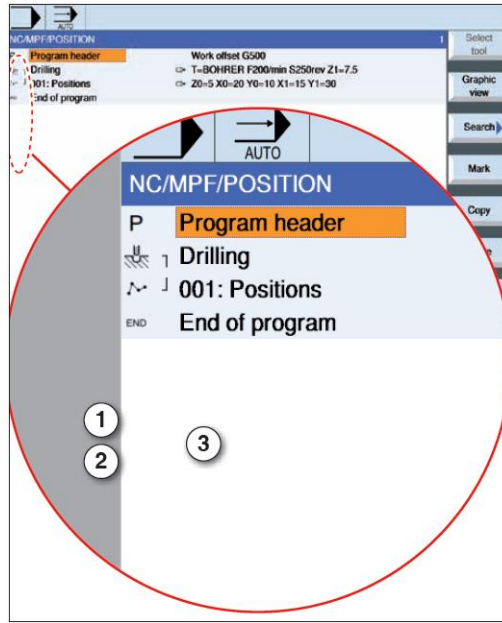 AUTO
NC/MPF/POSITION 1
P Program header Work offset G500
Drilling T=BOHRER F200/min S250rev Z1=7.5
001: Positions Z0=5 X0=20 Y0=10 X1=15 Y1=30
End of program
Select tool
Graphic view
Search
Mark
Copy
AUTO
NC/MPF/POSITION
P Program header
Drilling
001: Positions
END End of program
1
2
3